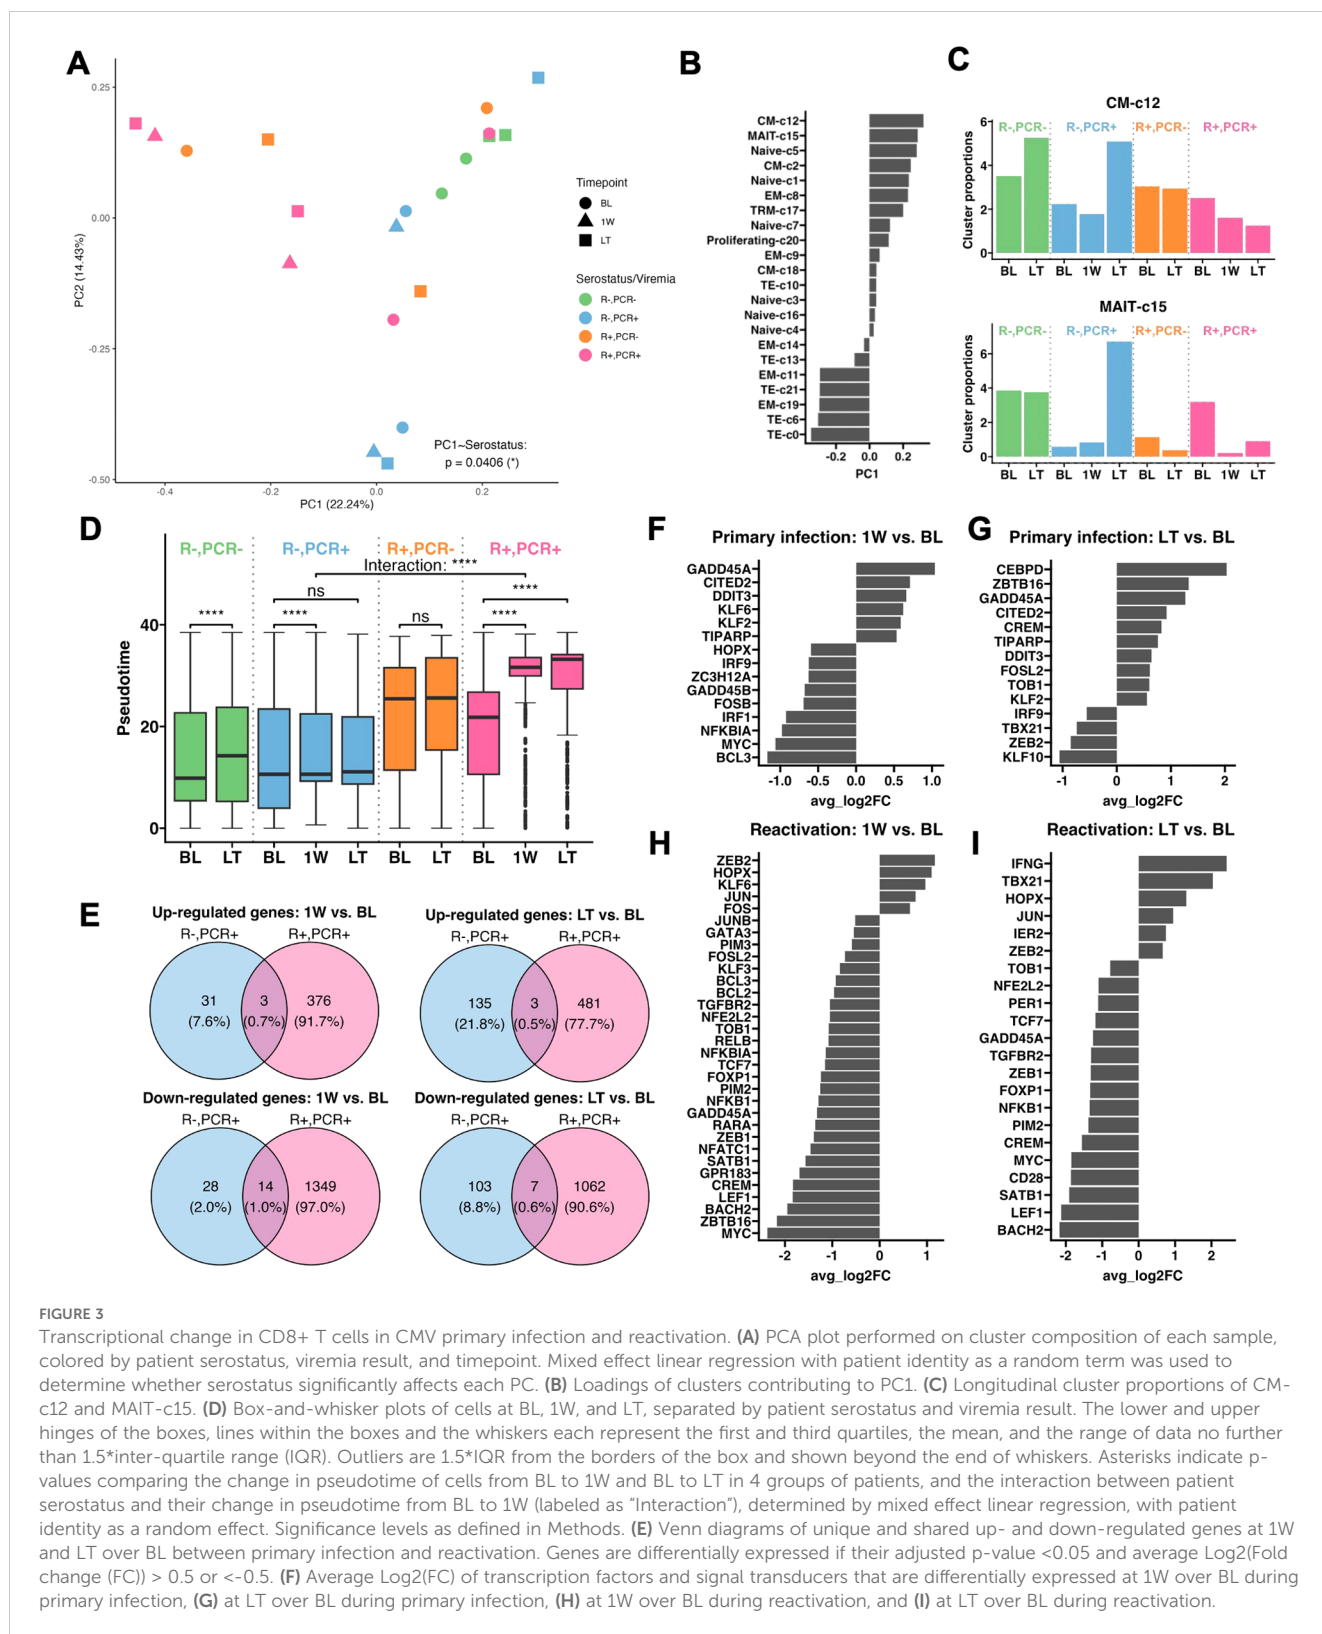 A
0.25
0.00
-0.25
-0.50
PC2 (14.43%)
-0.4
-0.2
0.0
0.2
PC1 (22.24%)
PC1~Serostatus:
p = 0.0406 (*)
Timepoint
BL
1W
LT
Serostatus/Viremia
R-,PCR-
R-,PCR+
R+,PCR-
R+,PCR+
B
CM-c12
MAIT-c15
Naive-c5
CM-c2
Naive-c1
EM-c8
TRM-c17
Naive-c7
Proliferating-c20
EM-c9
CM-c18
TE-c10
Naive-c3
Naive-c16
Naive-c4
EM-c14
TE-c13
EM-c11
TE-c21
EM-c19
TE-c6
TE-c0
-0.2 0.0 0.2
PC1
C
CM-c12
R-,PCR- R-,PCR+ R+,PCR- R+,PCR+
Cluster proportions
6
4
2
0
BL LT BL 1W LT BL LT BL 1W LT
MAIT-c15
R-,PCR- R-,PCR+ R+,PCR- R+,PCR+
Cluster proportions
6
4
2
0
BL LT BL 1W LT BL LT BL 1W LT
D
R-,PCR- R-,PCR+ R+,PCR- R+,PCR+
Interaction: ****
ns
****
****
****
ns
****
Pseudotime
40
20
0
BL LT BL 1W LT BL LT BL 1W LT
E
Up-regulated genes: 1W vs. BL
R-,PCR+ R+,PCR+
31 3 376
(7.6%) (0.7%) (91.7%)
Up-regulated genes: LT vs. BL
R-,PCR+ R+,PCR+
135 3 481
(21.8%) (0.5%) (77.7%)
Down-regulated genes: 1W vs. BL
R-,PCR+ R+,PCR+
28 14 1349
(2.0%) (1.0%) (97.0%)
Down-regulated genes: LT vs. BL
R-,PCR+ R+,PCR+
103 7 1062
(8.8%) (0.6%) (90.6%)
F
Primary infection: 1W vs. BL
GADD45A
CITED2
DDIT3
KLF6
KLF2
TIPARP
HOPX
IRF9
ZC3H12A
GADD45B
FOSB
IRF1
NFKBIA
MYC
BCL3
-1.0 -0.5 0.0 0.5 1.0
avg_log2FC
G
Primary infection: LT vs. BL
CEBPD
ZBTB16
GADD45A
CITED2
CREM
TIPARP
DDIT3
FOSL2
TOB1
KLF2
IRF9
TBX21
ZEB2
KLF10
-1 0 1 2
avg_log2FC
H
Reactivation: 1W vs. BL
ZEB2
HOPX
KLF6
JUN
FOS
JUNB
GATA3
PIM3
FOSL2
KLF3
BCL3
BCL2
TGFBR2
NFE2L2
TOB1
RELB
NFKBIA
TCF7
FOXP1
PIM2
NFKB1
GADD45A
RARA
ZEB1
NFATC1
SATB1
GPR183
CREM
LEF1
BACH2
ZBTB16
MYC
-2 -1 0 1
avg_log2FC
I
Reactivation: LT vs. BL
IFNG
TBX21
HOPX
JUN
IER2
ZEB2
TOB1
NFE2L2
PER1
TCF7
GADD45A
TGFBR2
ZEB1
FOXP1
NFKB1
PIM2
CREM
MYC
CD28
SATB1
LEF1
BACH2
-2 -1 0 1 2
avg_log2FC
FIGURE 3
Transcriptional change in CD8+ T cells in CMV primary infection and reactivation. (A) PCA plot performed on cluster composition of each sample,
colored by patient serostatus, viremia result, and timepoint. Mixed effect linear regression with patient identity as a random term was used to
determine whether serostatus significantly affects each PC. (B) Loadings of clusters contributing to PC1. (C) Longitudinal cluster proportions of CM-
c12 and MAIT-c15. (D) Box-and-whisker plots of cells at BL, 1W, and LT, separated by patient serostatus and viremia result. The lower and upper
hinges of the boxes, lines within the boxes and the whiskers each represent the first and third quartiles, the mean, and the range of data no further
than 1.5*inter-quartile range (IQR). Outliers are 1.5*IQR from the borders of the box and shown beyond the end of whiskers. Asterisks indicate p-
values comparing the change in pseudotime of cells from BL to 1W and BL to LT in 4 groups of patients, and the interaction between patient
serostatus and their change in pseudotime from BL to 1W (labeled as “Interaction”), determined by mixed effect linear regression, with patient
identity as a random effect. Significance levels as defined in Methods. (E) Venn diagrams of unique and shared up- and down-regulated genes at 1W
and LT over BL between primary infection and reactivation. Genes are differentially expressed if their adjusted p-value <0.05 and average Log2(Fold
change (FC)) > 0.5 or <-0.5. (F) Average Log2(FC) of transcription factors and signal transducers that are differentially expressed at 1W over BL during
primary infection, (G) at LT over BL during primary infection, (H) at 1W over BL during reactivation, and (I) at LT over BL during reactivation.